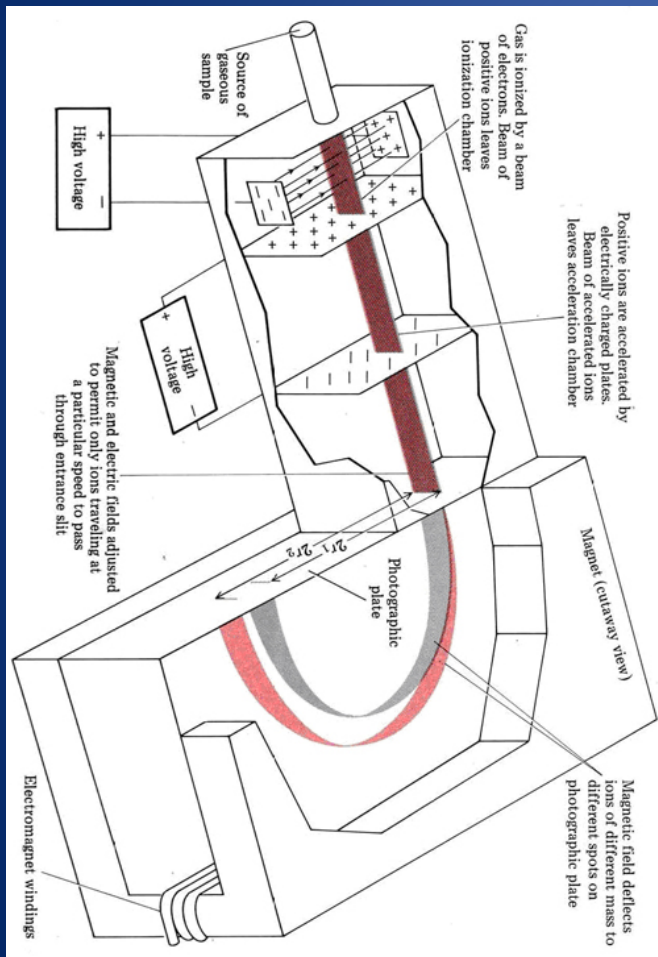 Gas is ionized by a beam
of electrons. Beam of
positive ions leaves
ionization chamber
Positive ions are accelerated by
electrically charged plates.
Beam of accelerated ions
leaves acceleration chamber
Magnet (cutaway view)
Magnetic field deflects
ions of different mass to
different spots on
photographic plate
Source of
gaseous
sample
+ −
High voltage
+ −
High
voltage
Magnetic and electric fields adjusted
to permit only ions traveling at
a particular speed to pass
through entrance slit
2r₁
2r₂
Photographic
plate
Electromagnet windings